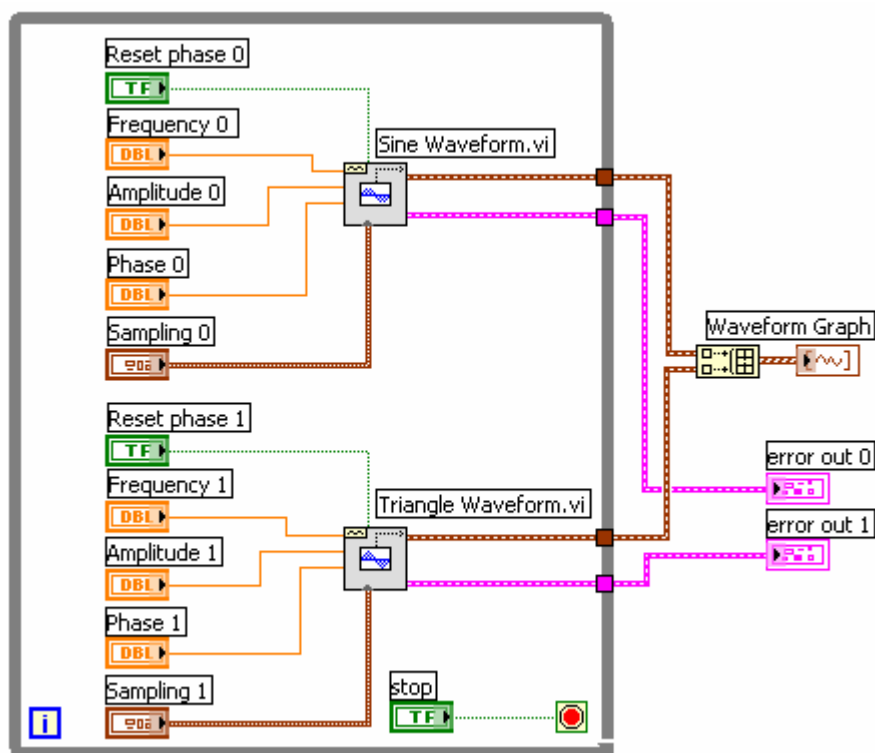 Reset phase 0
TF
Frequency 0
DBL
Sine Waveform.vi
Amplitude 0
DBL
Phase 0
DBL
Sampling 0
Waveform Graph
Reset phase 1
TF
Frequency 1
DBL
Triangle Waveform.vi
Amplitude 1
DBL
Phase 1
DBL
Sampling 1
error out 0
error out 1
stop
TF
i